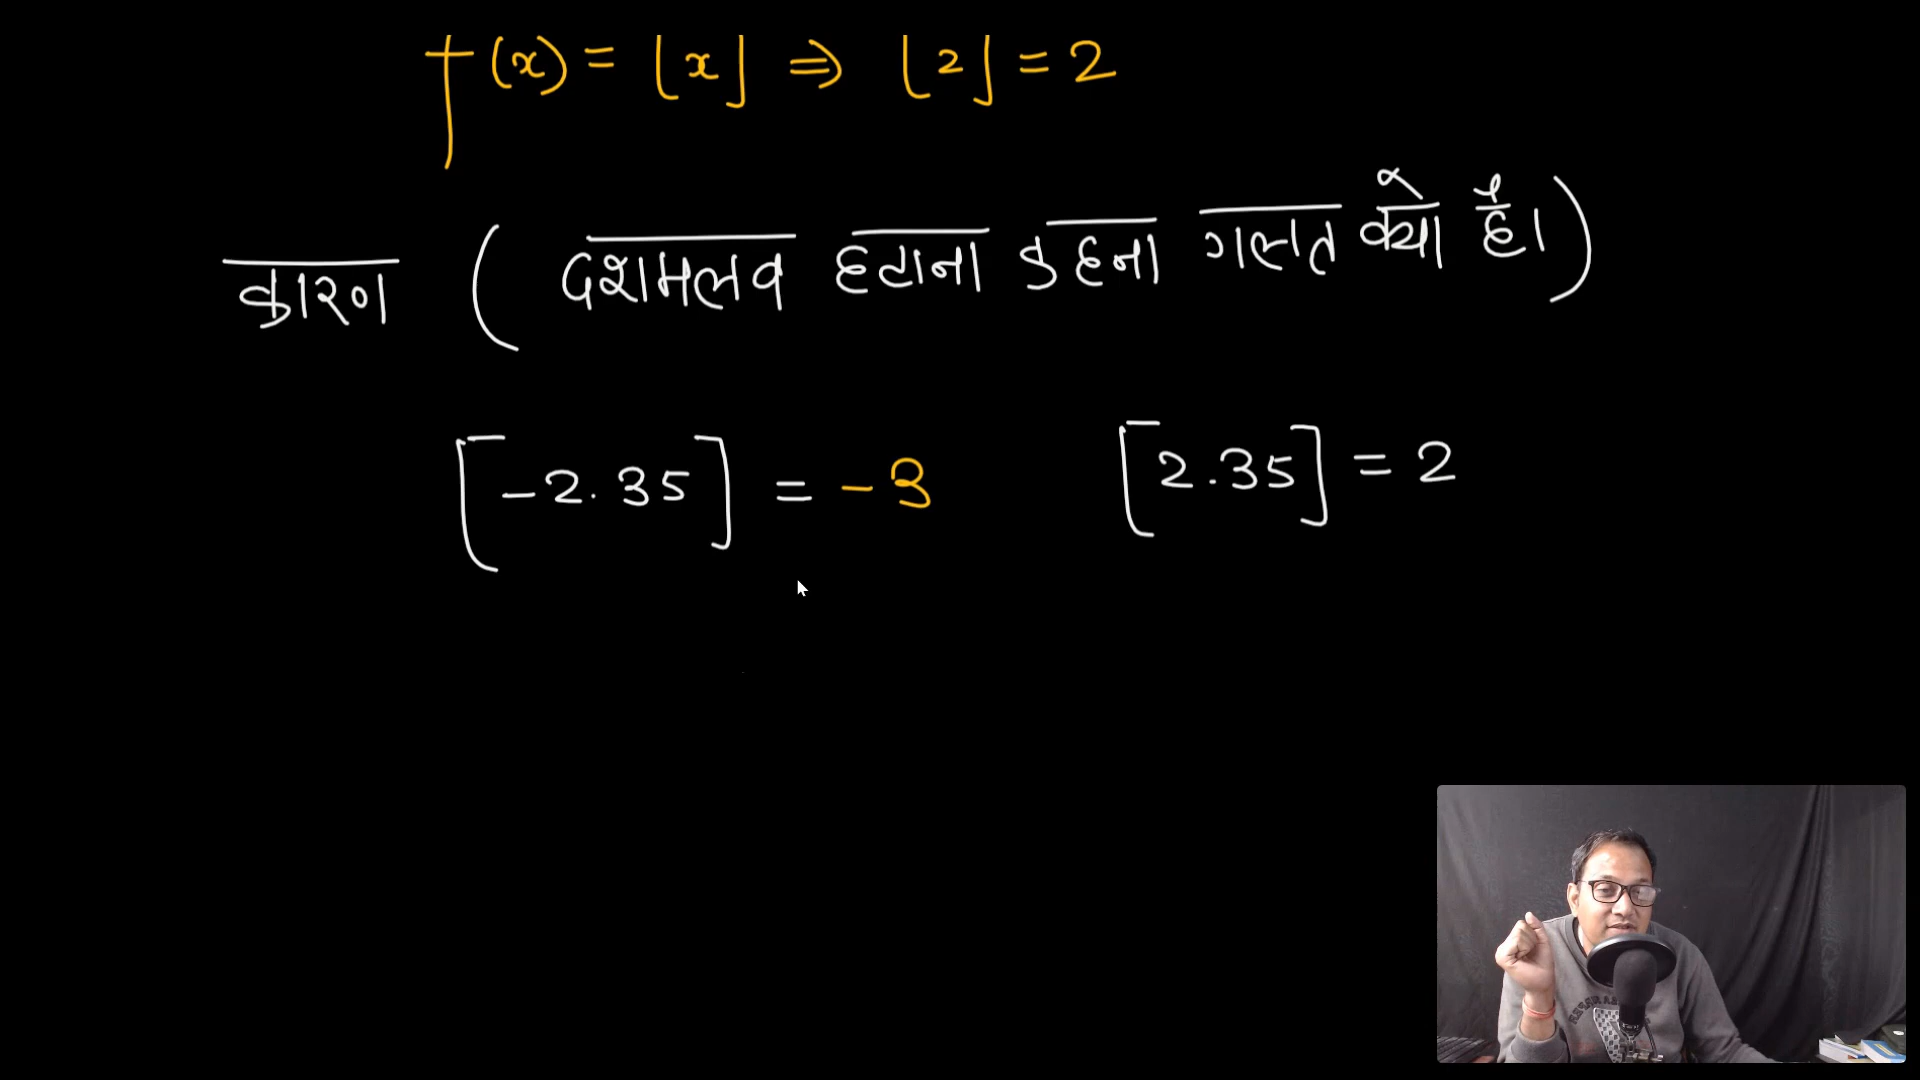 f(x) = ⌊x⌋ ⇒ ⌊2⌋ = 2
कारण ( दशमलव हटाना कहना गलत क्यों है। )
[-2.35] = -3 [2.35] = 2